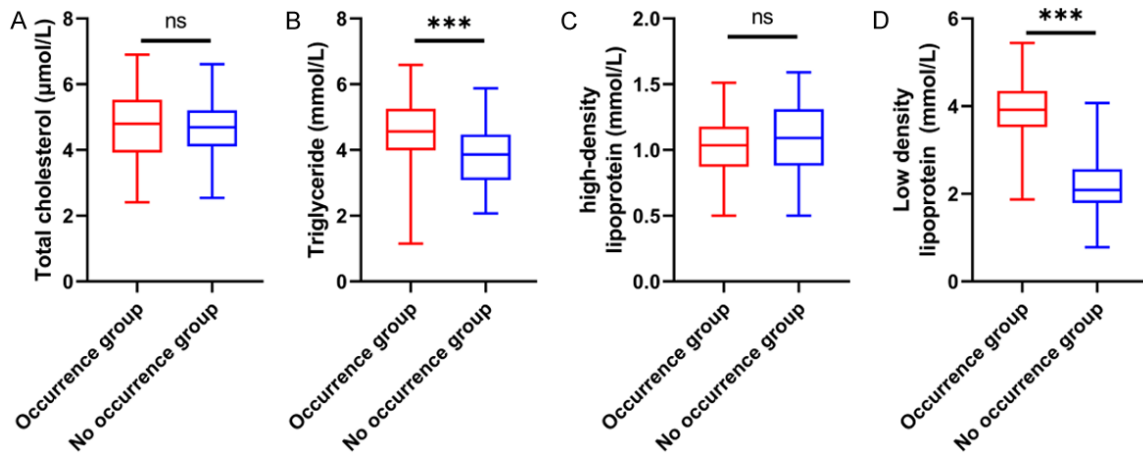 A
Total cholesterol (μmol/L)
8
6
4
2
0
ns
Occurrence group
No occurrence group
B
Triglyceride (mmol/L)
8
6
4
2
0
***
Occurrence group
No occurrence group
C
high-density
lipoprotein (mmol/L)
2.0
1.5
1.0
0.5
0.0
ns
Occurrence group
No occurrence group
D
Low density
lipoprotein (mmol/L)
6
4
2
0
***
Occurrence group
No occurrence group